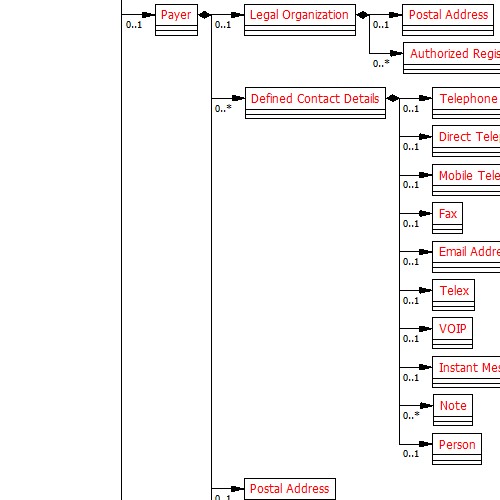 Payer
0..1
Legal Organization
0..1
Postal Address
0..1
Authorized Regis
0..*
Defined Contact Details
0..*
Telephone
0..1
Direct Tele
0..1
Mobile Tele
0..1
Fax
0..1
Email Addre
0..1
Telex
0..1
VOIP
0..1
Instant Mes
0..1
Note
0..*
Person
0..1
Postal Address
0..1